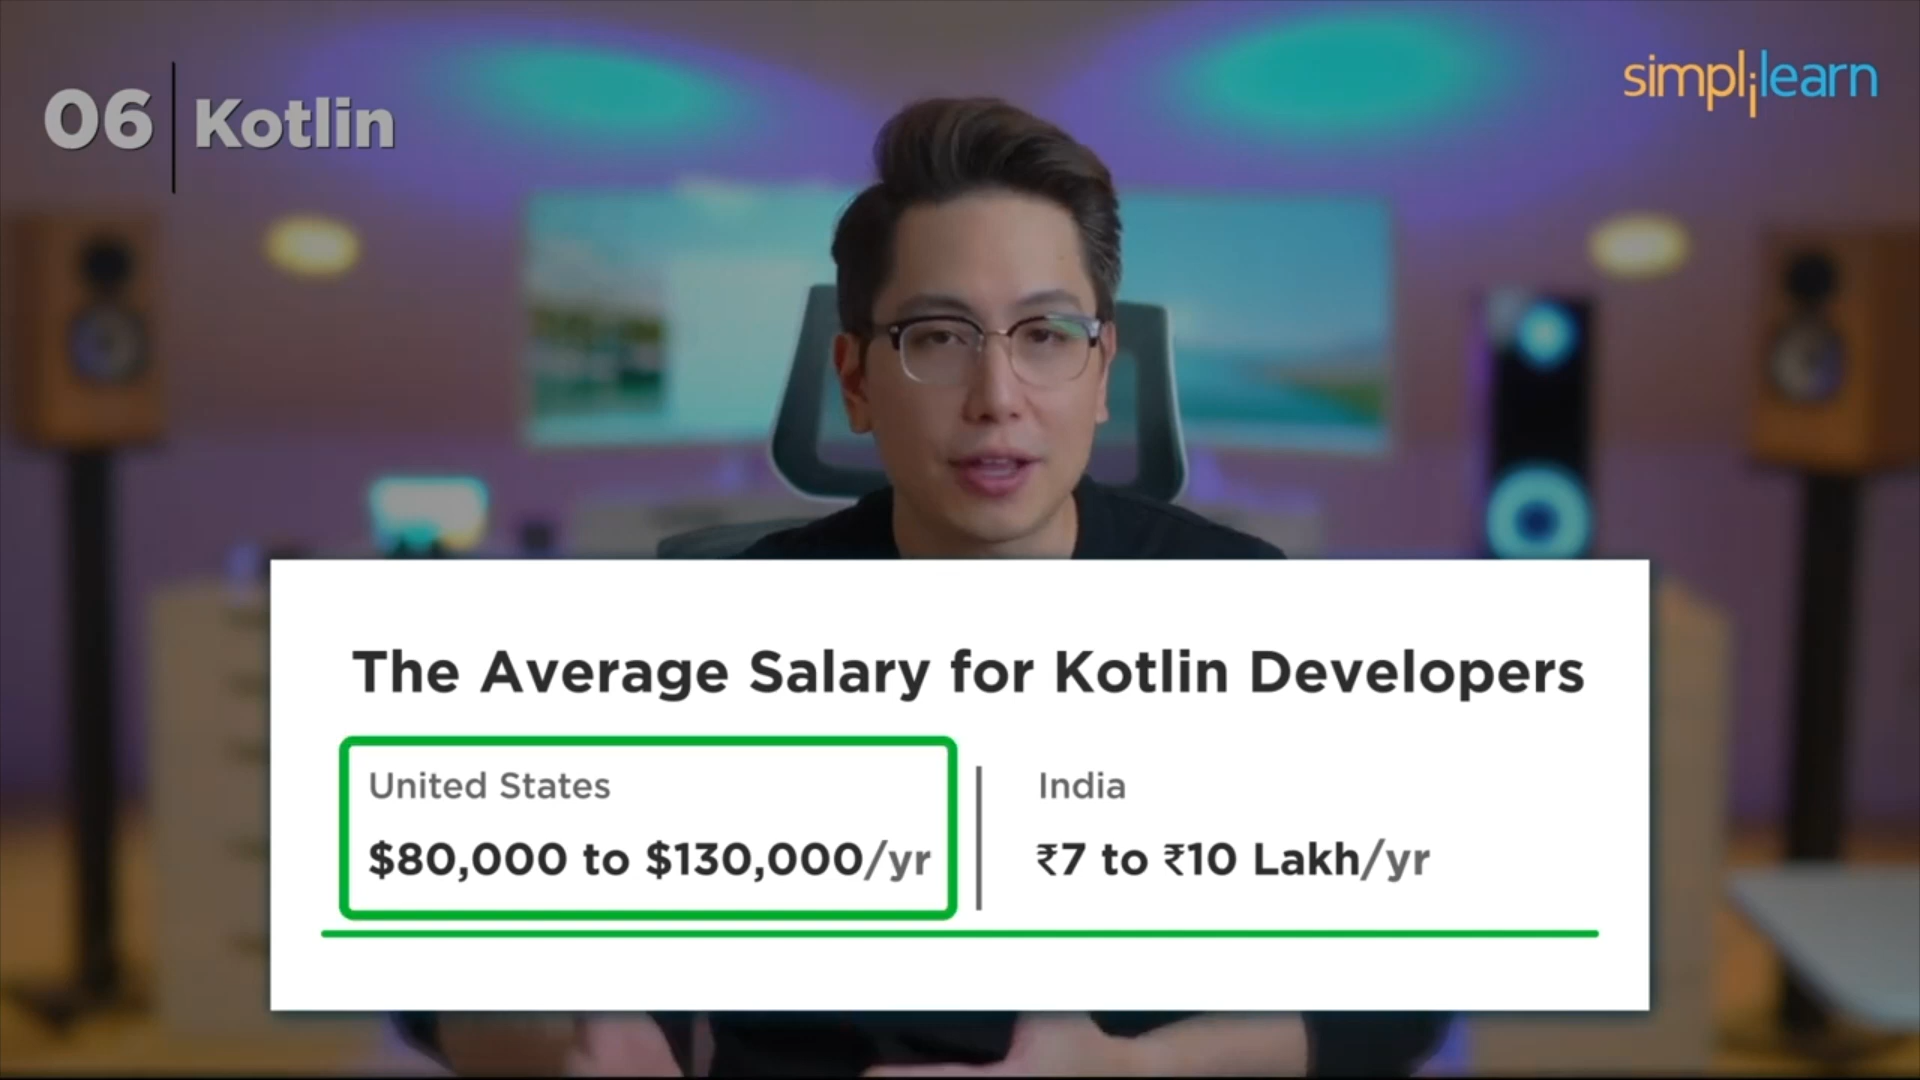 06 Kotlin
simplilearn
The Average Salary for Kotlin Developers
United States
$80,000 to $130,000/yr
India
₹7 to ₹10 Lakh/yr